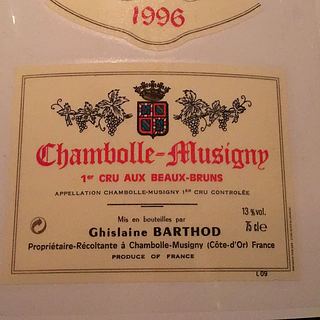 1996
Chambolle-Musigny
1er CRU AUX BEAUX-BRUNS
APPELLATION CHAMBOLLE-MUSIGNY 1ER CRU CONTROLÉE
Mis en bouteilles par
13 % vol.
Ghislaine BARTHOD
75 cl e
Propriétaire-Récoltante à Chambolle-Musigny (Côte-d'Or) France
PRODUCE OF FRANCE
L 09